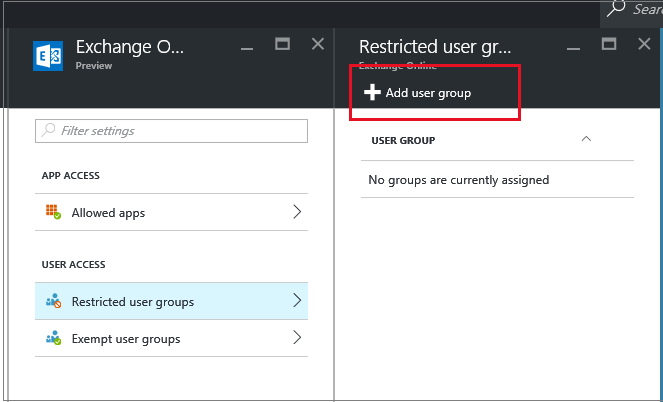 Sear
Exchange O...
Preview
Filter settings
APP ACCESS
Allowed apps
USER ACCESS
Restricted user groups
Exempt user groups
Restricted user gr...
Exchange Online
Add user group
USER GROUP
No groups are currently assigned